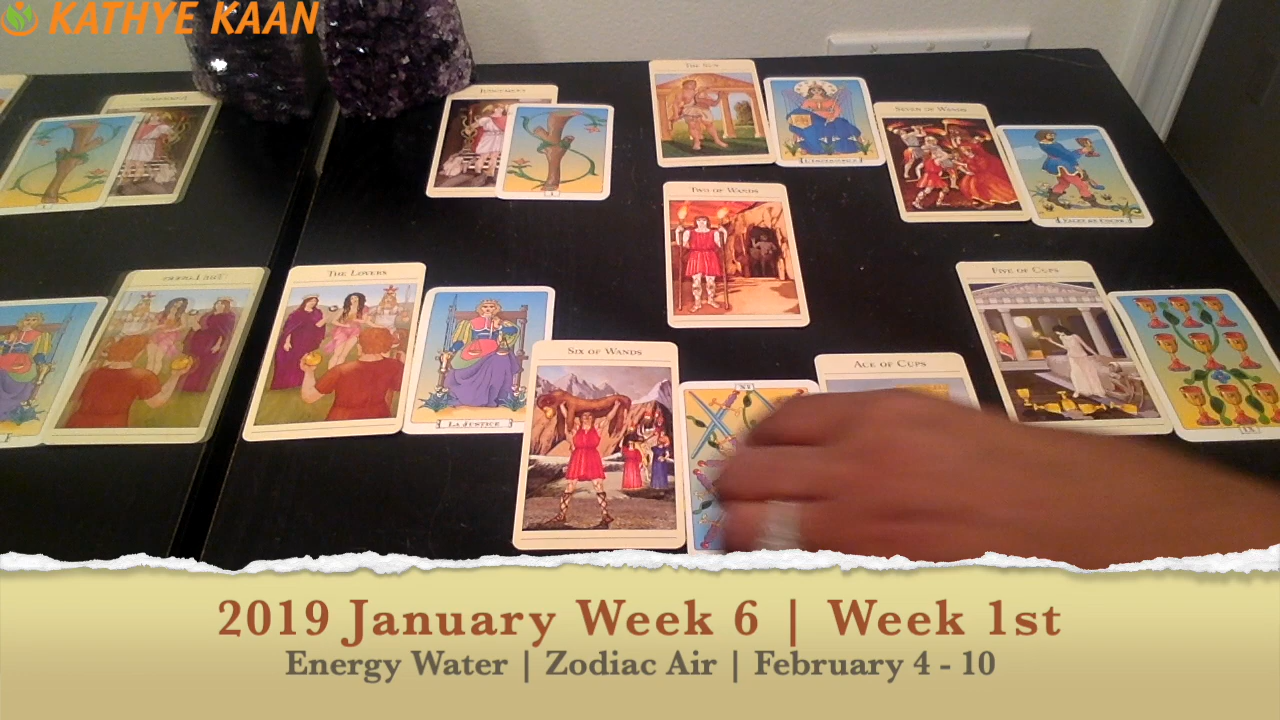 KATHYE KAAN
THE SUN
JUDGEMENT
SEVEN OF WANDS
TWO OF WANDS
I
THE LOVERS
FIVE OF CUPS
SIX OF WANDS
ACE OF CUPS
LA JUSTICE
2019 January Week 6 | Week 1st
Energy Water | Zodiac Air | February 4 - 10